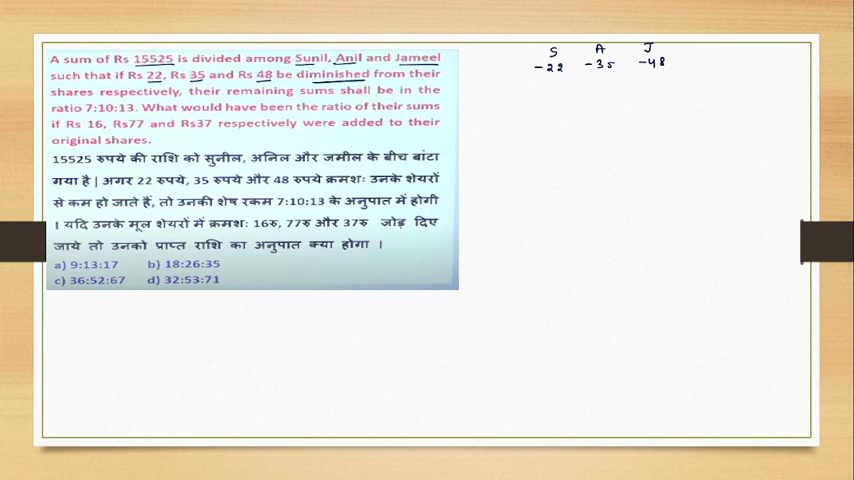 A sum of Rs 15525 is divided among Sunil, Anil and Jameel
such that if Rs 22, Rs 35 and Rs 48 be diminished from their
shares respectively, their remaining sums shall be in the
ratio 7:10:13. What would have been the ratio of their sums
if Rs 16, Rs77 and Rs37 respectively were added to their
original shares.
15525 रुपये की राशि को सुनील, अनिल और जमील के बीच बांटा
गया है | अगर 22 रुपये, 35 रुपये और 48 रुपये क्रमशः उनके शेयरों
से कम हो जाते हैं, तो उनकी शेष रकम 7:10:13 के अनुपात में होगी
। यदि उनके मूल शेयरों में क्रमश: 16रु, 77रु और 37रु जोड़ दिए
जाये तो उनको प्राप्त राशि का अनुपात क्या होगा ।
a) 9:13:17 b) 18:26:35
c) 36:52:67 d) 32:53:71
S A J
-22 -35 -48